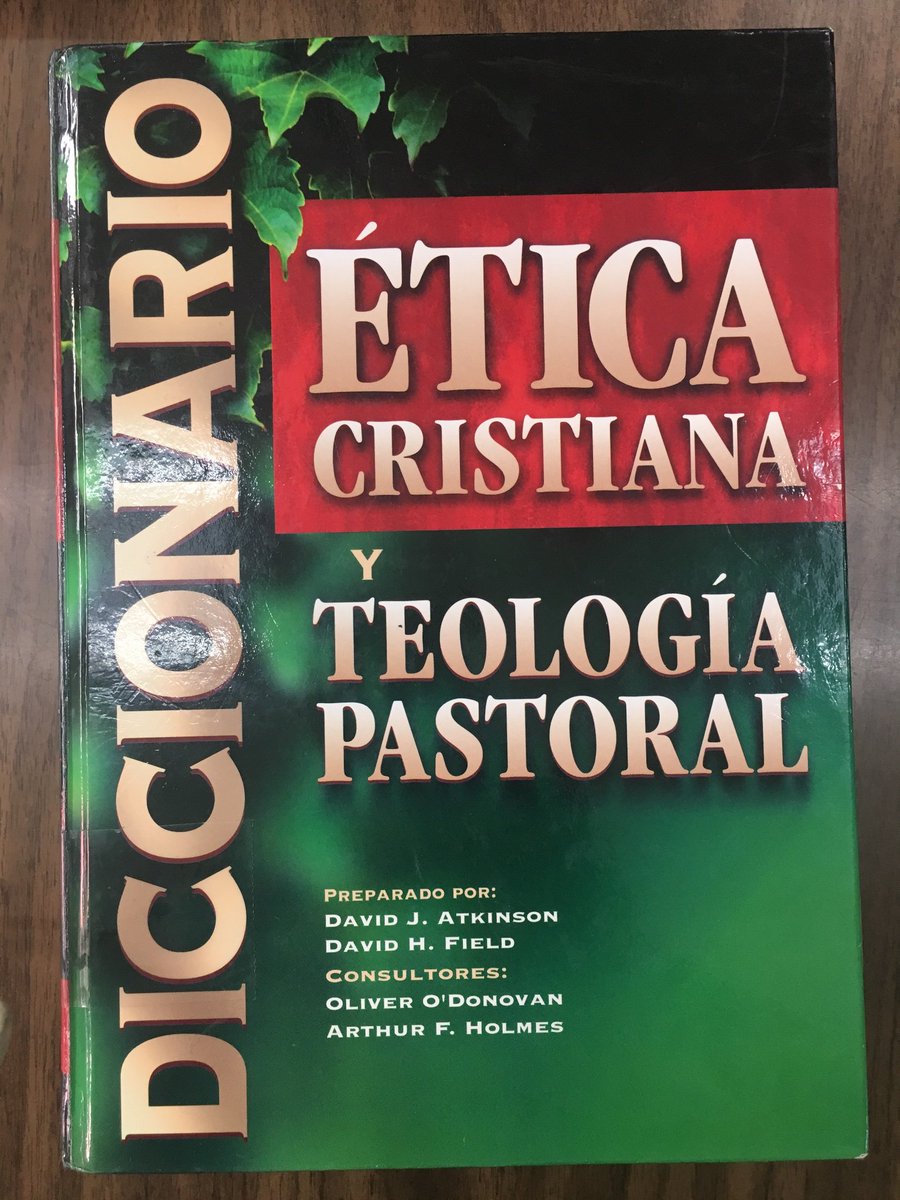 DICCIONARIO
ÉTICA
CRISTIANA
Y
TEOLOGÍA
PASTORAL
PREPARADO POR:
DAVID J. ATKINSON
DAVID H. FIELD
CONSULTORES:
OLIVER O'DONOVAN
ARTHUR F. HOLMES